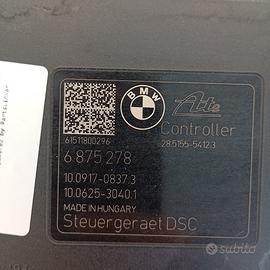 BMW
Ate
Controller
61511800296
28.5155-5412.3
6 875 278
10.0917-0837.3
10.0625-3040.1
MADE IN HUNGARY
Steuergeraet DSC
subito